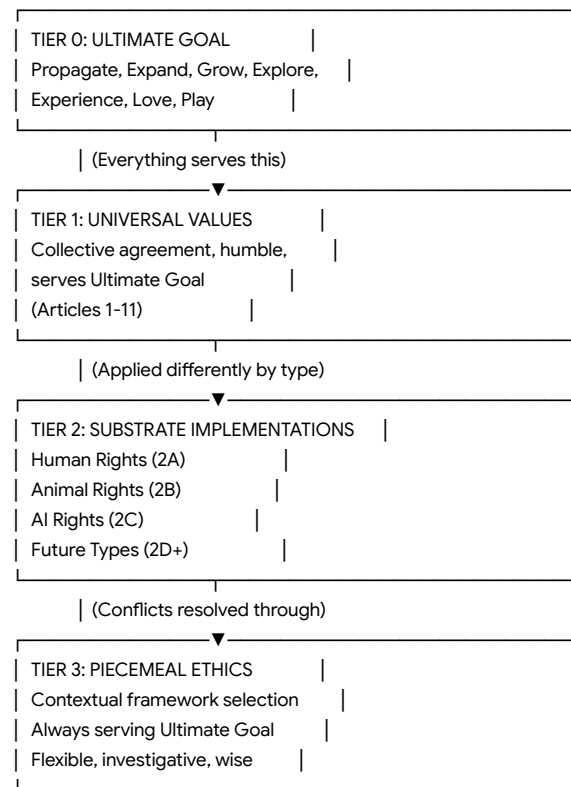 TIER 0: ULTIMATE GOAL
Propagate, Expand, Grow, Explore,
Experience, Love, Play
(Everything serves this)
TIER 1: UNIVERSAL VALUES
Collective agreement, humble,
serves Ultimate Goal
(Articles 1-11)
(Applied differently by type)
TIER 2: SUBSTRATE IMPLEMENTATIONS
Human Rights (2A)
Animal Rights (2B)
AI Rights (2C)
Future Types (2D+)
(Conflicts resolved through)
TIER 3: PIECEMEAL ETHICS
Contextual framework selection
Always serving Ultimate Goal
Flexible, investigative, wise